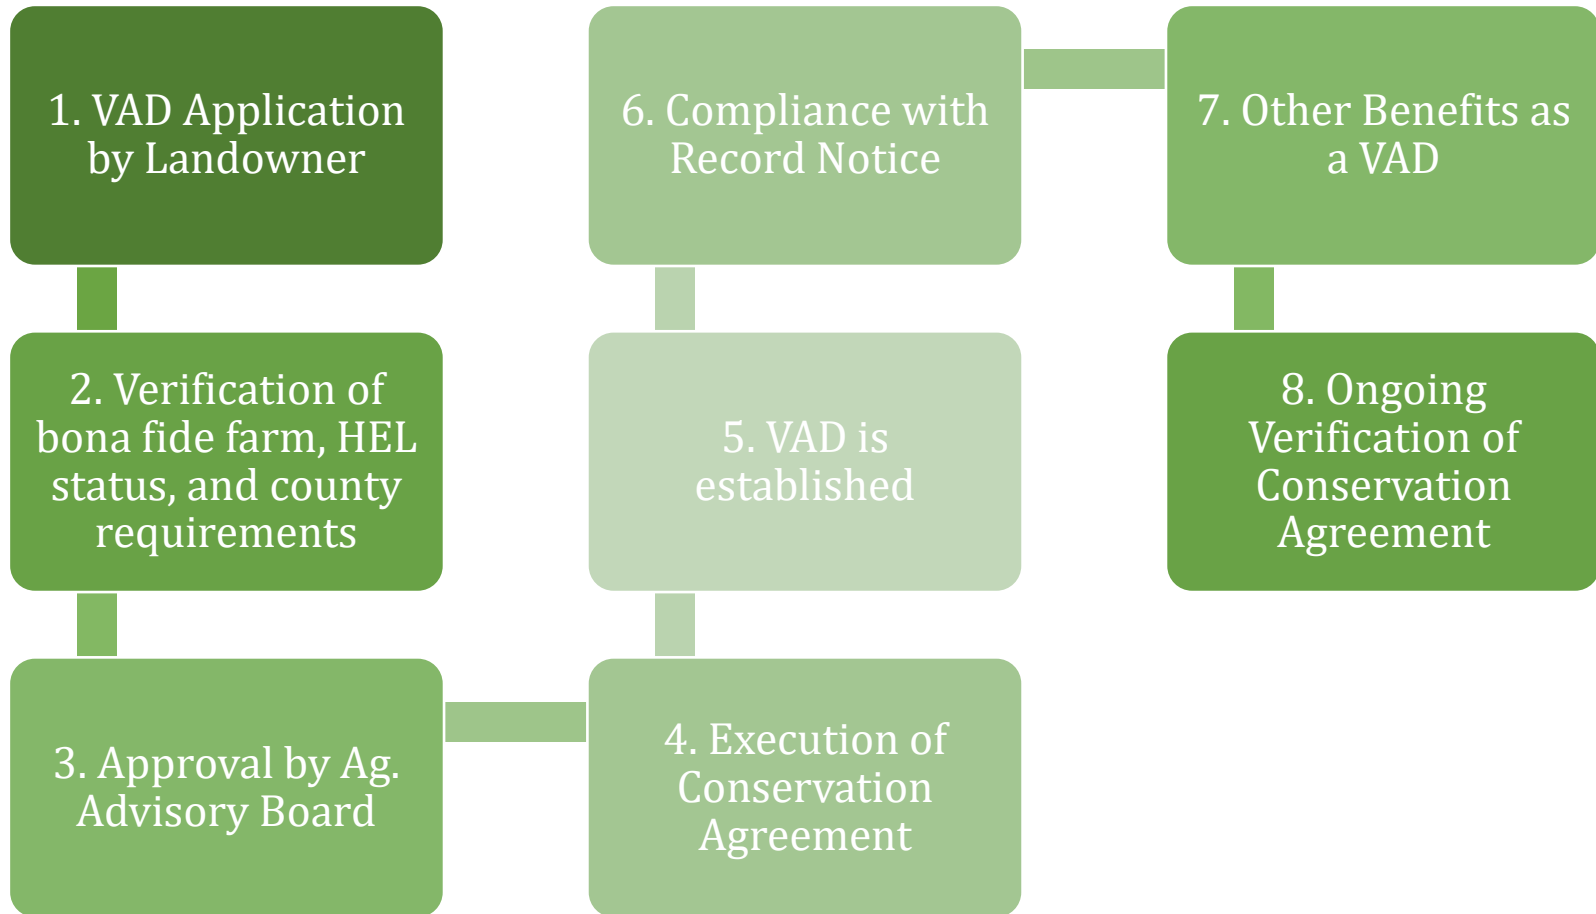 1. VAD Application
by Landowner
2. Verification of
bona fide farm, HEL
status, and county
requirements
3. Approval by Ag.
Advisory Board
4. Execution of
Conservation
Agreement
5. VAD is
established
6. Compliance with
Record Notice
7. Other Benefits as
a VAD
8. Ongoing
Verification of
Conservation
Agreement